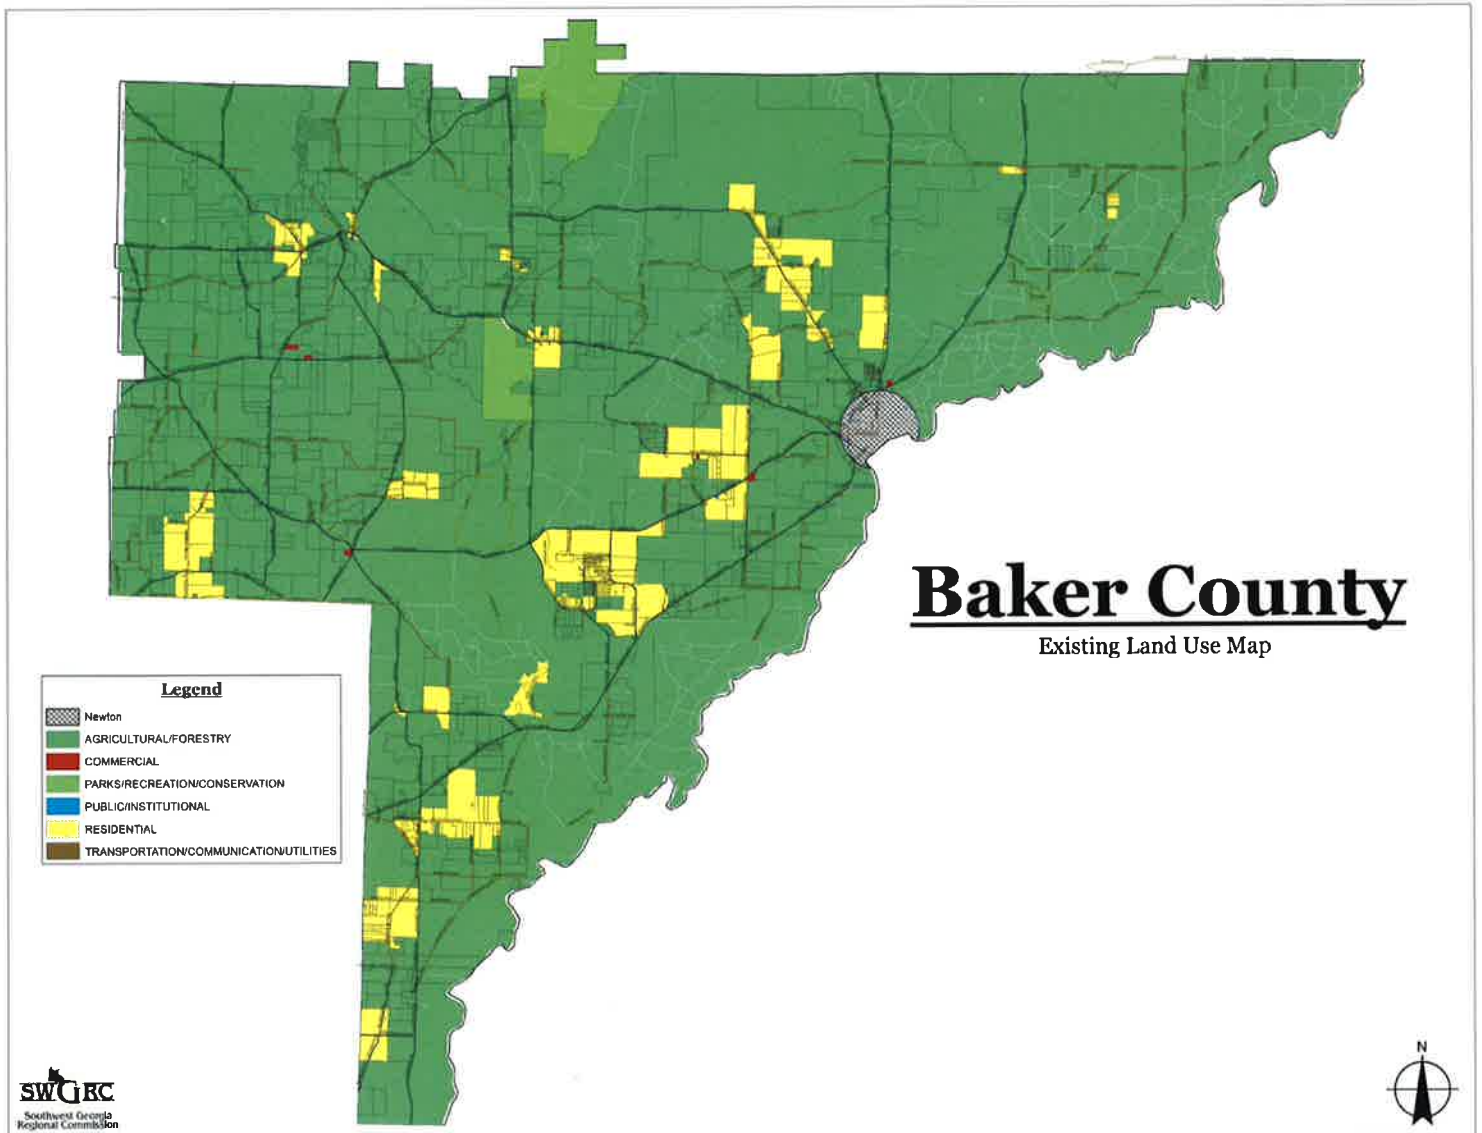 Baker County
Existing Land Use Map
Legend
Newton
AGRICULTURAL/FORESTRY
COMMERCIAL
PARKS/RECREATION/CONSERVATION
PUBLIC/INSTITUTIONAL
RESIDENTIAL
TRANSPORTATION/COMMUNICATION/UTILITIES
SWGRC
Southwest Georgia
Regional Commission
N